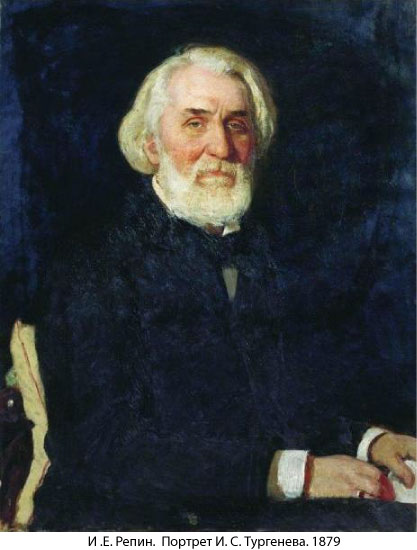 И .Е. Репин.  Портрет И. С. Тургенева. 1879